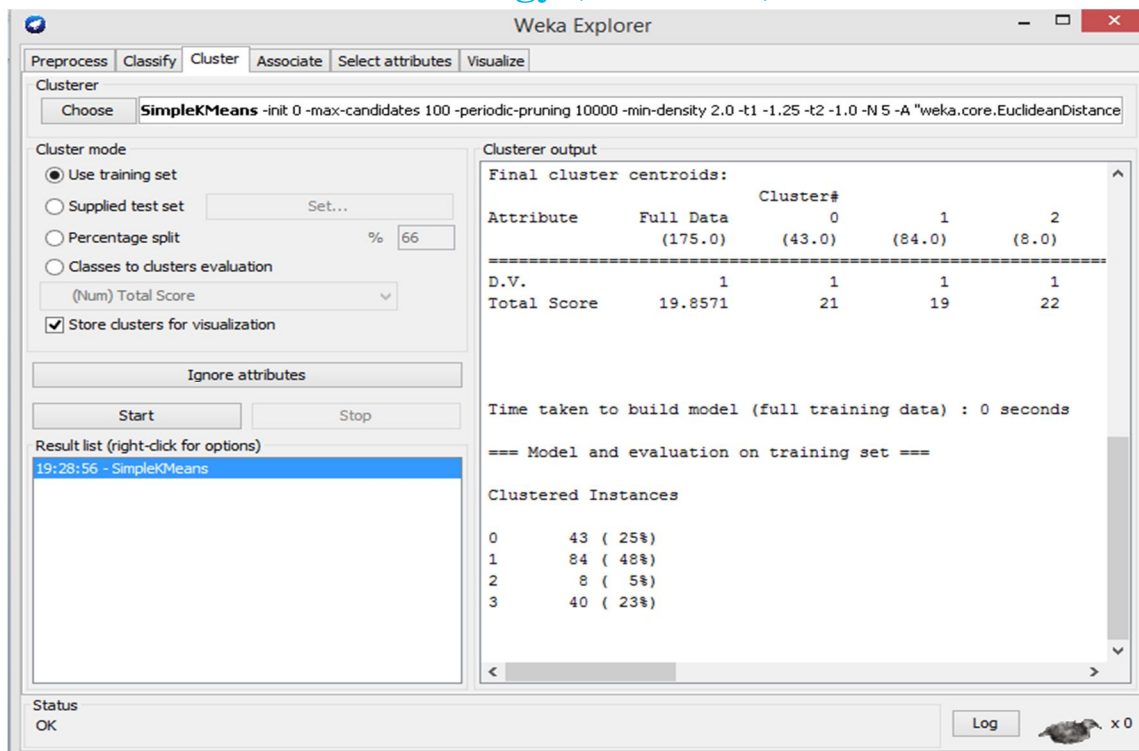 Weka Explorer
Preprocess Classify Cluster Associate Select attributes Visualize
Clusterer
Choose SimpleKMeans -init 0 -max-candidates 100 -periodic-pruning 10000 -min-density 2.0 -t1 -1.25 -t2 -1.0 -N 5 -A "weka.core.EuclideanDistance
Cluster mode
Use training set
Supplied test set Set...
Percentage split % 66
Classes to clusters evaluation
(Num) Total Score
Store clusters for visualization
Ignore attributes
Start Stop
Result list (right-click for options)
19:28:56 - SimpleKMeans
Clusterer output
Final cluster centroids:
Cluster#
Attribute Full Data 0 1 2
(175.0) (43.0) (84.0) (8.0)
================================================================
D.V. 1 1 1 1
Total Score 19.8571 21 19 22
Time taken to build model (full training data) : 0 seconds
=== Model and evaluation on training set ===
Clustered Instances
0 43 ( 25%)
1 84 ( 48%)
2 8 ( 5%)
3 40 ( 23%)
Status
OK
Log x 0